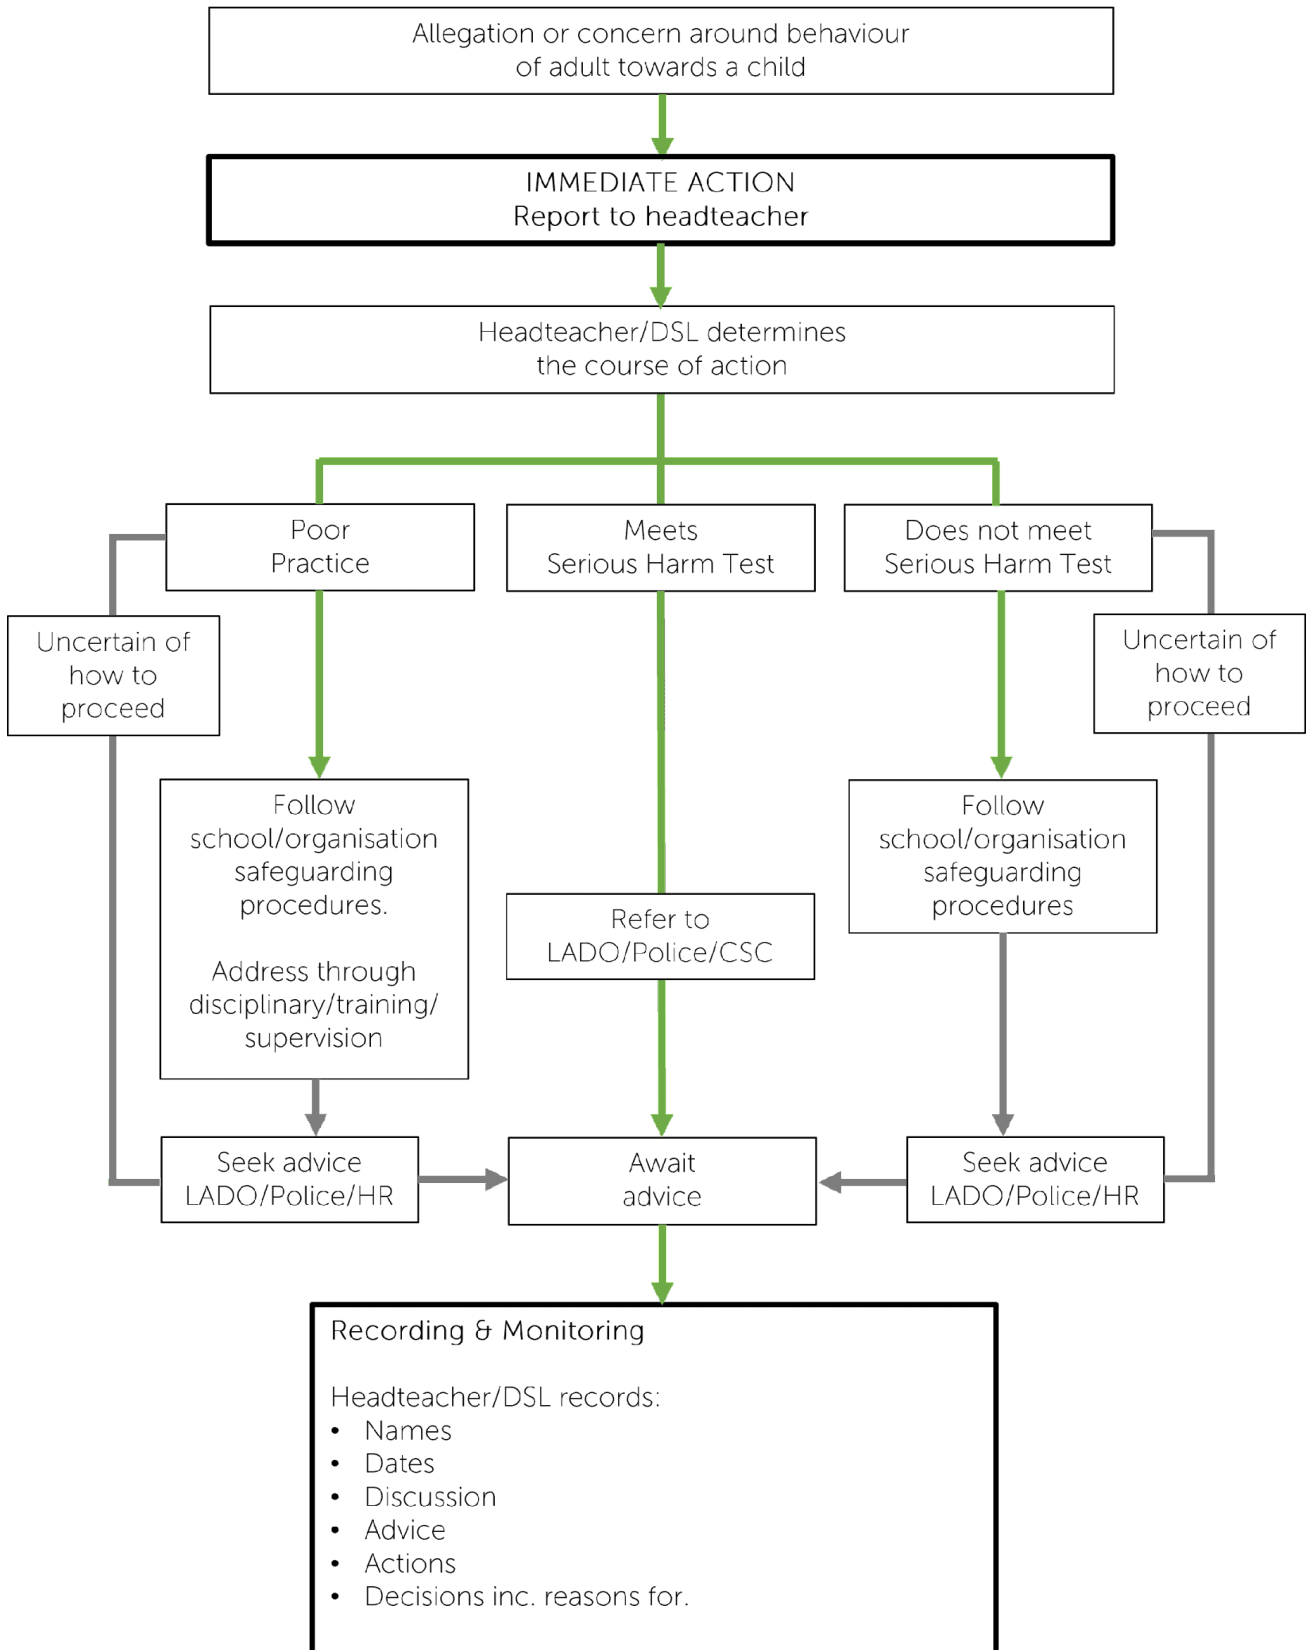 Allegation or concern around behaviour
of adult towards a child
IMMEDIATE ACTION
Report to headteacher
Headteacher/DSL determines
the course of action
Poor
Practice
Meets
Serious Harm Test
Does not meet
Serious Harm Test
Uncertain of
how to
proceed
Uncertain of
how to
proceed
Follow
school/organisation
safeguarding
procedures.
Address through
disciplinary/training/
supervision
Refer to
LADO/Police/CSC
Follow
school/organisation
safeguarding
procedures
Seek advice
LADO/Police/HR
Await
advice
Seek advice
LADO/Police/HR
Recording & Monitoring
Headteacher/DSL records:
• Names
• Dates
• Discussion
• Advice
• Actions
• Decisions inc. reasons for.